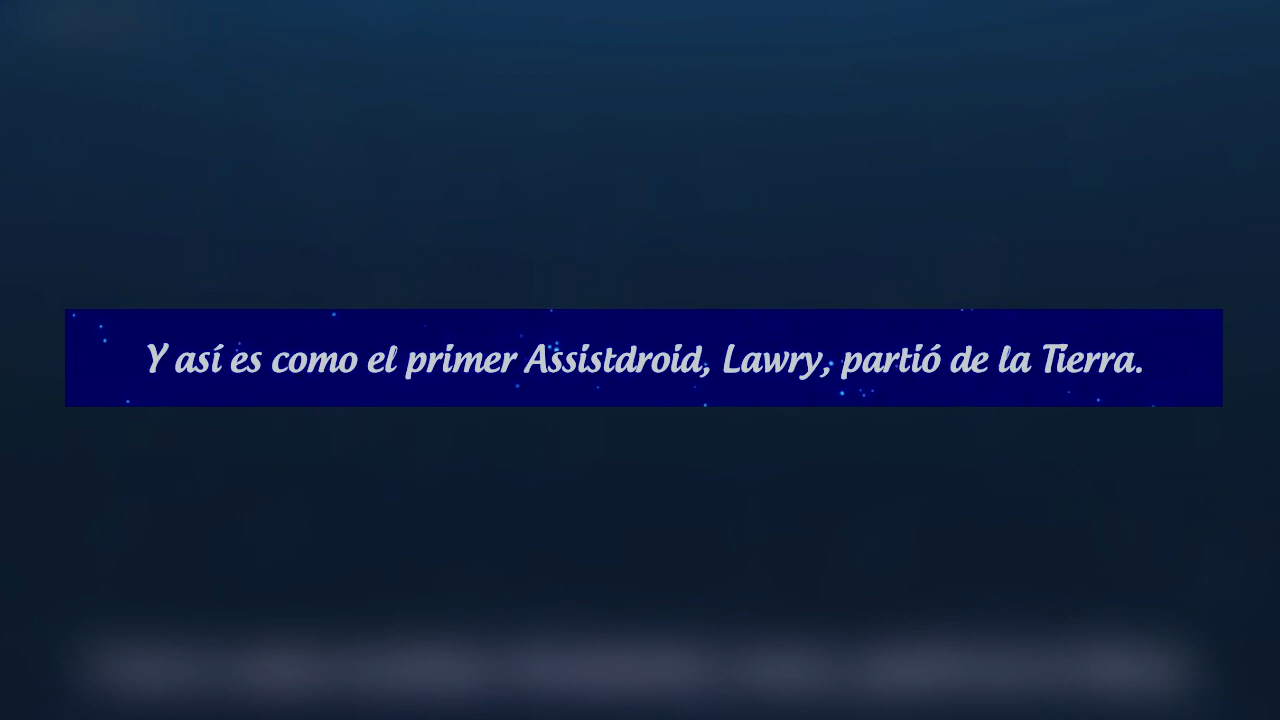 Y así es como el primer Assistdroid, Lawry, partió de la Tierra.